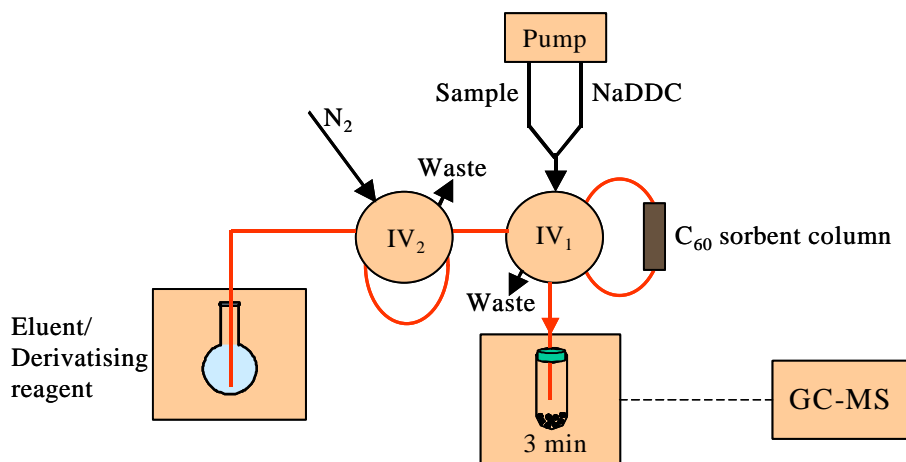 Pump
Sample
NaDDC
N₂
Waste
IV₂
IV₁
C₆₀ sorbent column
Waste
Eluent/
Derivatising
reagent
3 min
GC-MS